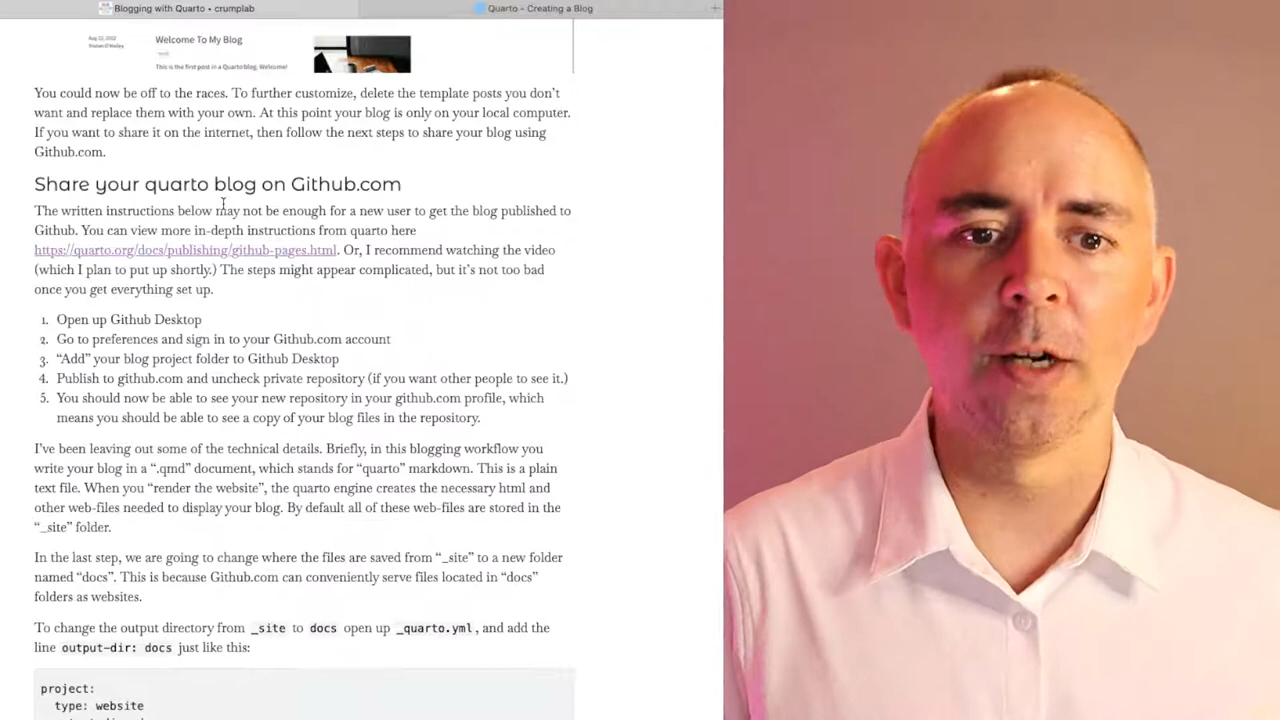 Blogging with Quarto • crumplab
Quarto - Creating a Blog
Aug 22, 2022
Tristan O'Malley
Welcome To My Blog
news
This is the first post in a Quarto blog. Welcome!
You could now be off to the races. To further customize, delete the template posts you don't
want and replace them with your own. At this point your blog is only on your local computer.
If you want to share it on the internet, then follow the next steps to share your blog using
Github.com.
Share your quarto blog on Github.com
The written instructions below may not be enough for a new user to get the blog published to
Github. You can view more in-depth instructions from quarto here
https://quarto.org/docs/publishing/github-pages.html. Or, I recommend watching the video
(which I plan to put up shortly.) The steps might appear complicated, but it's not too bad
once you get everything set up.
1. Open up Github Desktop
2. Go to preferences and sign in to your Github.com account
3. “Add” your blog project folder to Github Desktop
4. Publish to github.com and uncheck private repository (if you want other people to see it.)
5. You should now be able to see your new repository in your github.com profile, which
means you should be able to see a copy of your blog files in the repository.
I've been leaving out some of the technical details. Briefly, in this blogging workflow you
write your blog in a “.qmd” document, which stands for “quarto” markdown. This is a plain
text file. When you “render the website”, the quarto engine creates the necessary html and
other web-files needed to display your blog. By default all of these web-files are stored in the
“_site” folder.
In the last step, we are going to change where the files are saved from “_site” to a new folder
named “docs”. This is because Github.com can conveniently serve files located in “docs”
folders as websites.
To change the output directory from _site to docs open up _quarto.yml, and add the
line output-dir: docs just like this:
project:
type: website